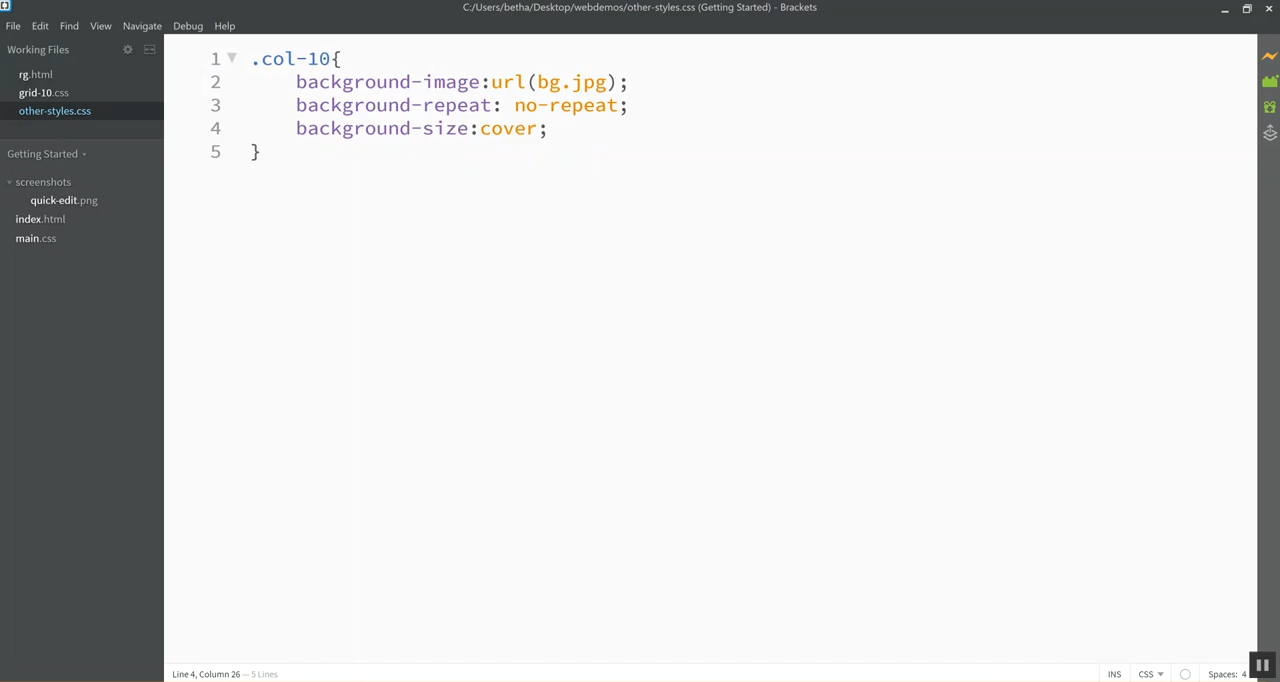 C:/Users/betha/Desktop/webdemos/other-styles.css (Getting Started) - Brackets
File Edit Find View Navigate Debug Help
Working Files
rg.html
grid-10.css
other-styles.css
Getting Started
screenshots
quick-edit.png
index.html
main.css
1 .col-10{
2 background-image:url(bg.jpg);
3 background-repeat: no-repeat;
4 background-size:cover;
5 }
Line 4, Column 26 — 5 Lines
INS CSS Spaces: 4